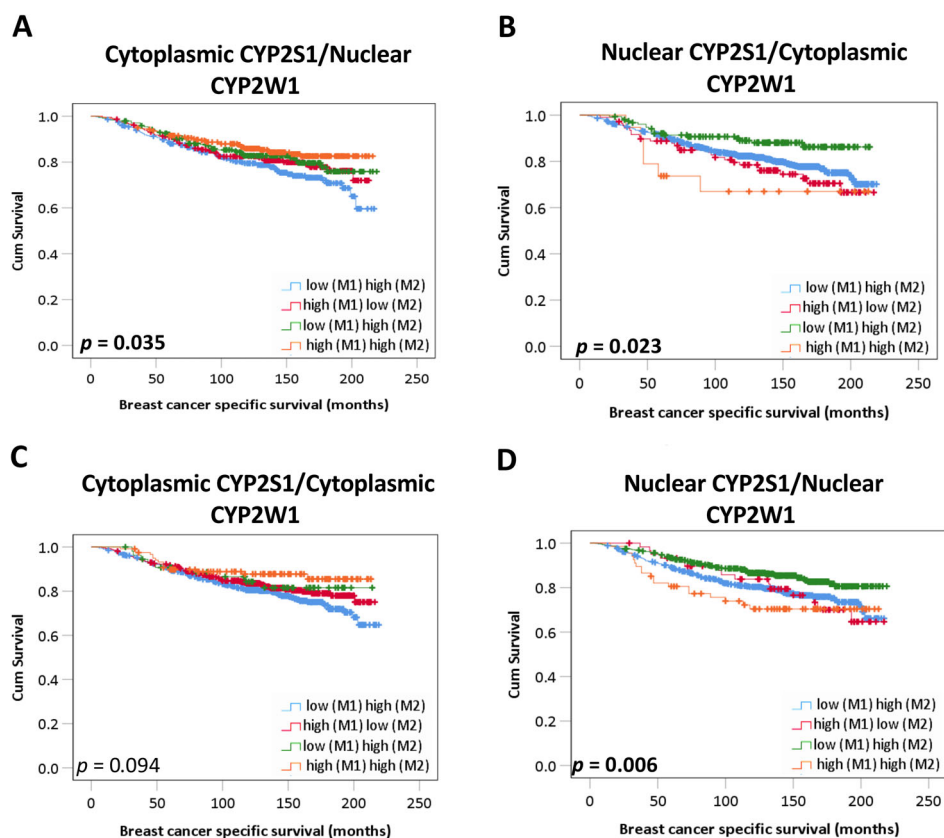 A
Cytoplasmic CYP2S1/Nuclear
CYP2W1
1.0
0.8
0.6
0.4
0.2
0.0
Cum Survival
low (M1) high (M2)
high (M1) low (M2)
low (M1) high (M2)
high (M1) high (M2)
p = 0.035
0 50 100 150 200 250
Breast cancer specific survival (months)
B
Nuclear CYP2S1/Cytoplasmic
CYP2W1
1.0
0.8
0.6
0.4
0.2
0.0
Cum Survival
low (M1) high (M2)
high (M1) low (M2)
low (M1) high (M2)
high (M1) high (M2)
p = 0.023
0 50 100 150 200 250
Breast cancer specific survival (months)
C
Cytoplasmic CYP2S1/Cytoplasmic
CYP2W1
1.0
0.8
0.6
0.4
0.2
0.0
Cum Survival
low (M1) high (M2)
high (M1) low (M2)
low (M1) high (M2)
high (M1) high (M2)
p = 0.094
0 50 100 150 200 250
Breast cancer specific survival (months)
D
Nuclear CYP2S1/Nuclear
CYP2W1
1.0
0.8
0.6
0.4
0.2
0.0
Cum Survival
low (M1) high (M2)
high (M1) low (M2)
low (M1) high (M2)
high (M1) high (M2)
p = 0.006
0 50 100 150 200 250
Breast cancer specific survival (months)